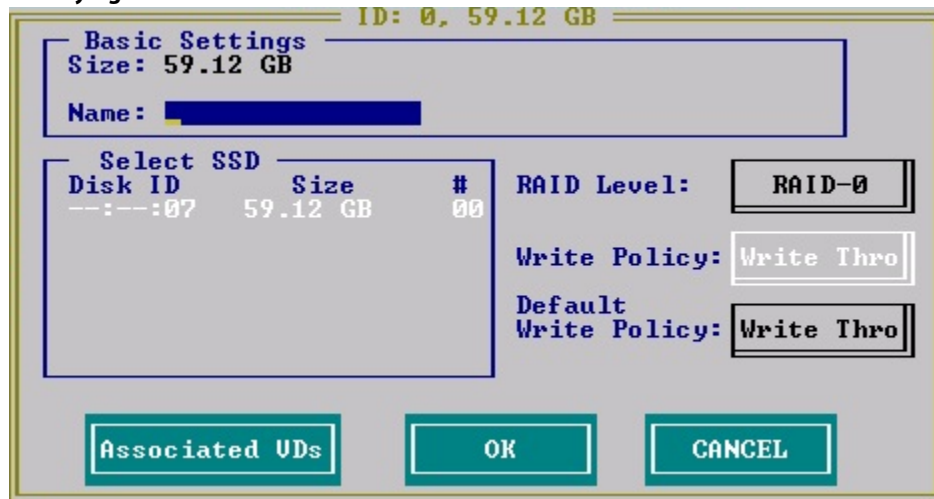 ID: 0, 59.12 GB
Basic Settings
Size: 59.12 GB
Name:
Select SSD
Disk ID Size #
--:--:07 59.12 GB 00
RAID Level: RAID-0
Write Policy: Write Thro
Default
Write Policy: Write Thro
Associated VDs OK CANCEL